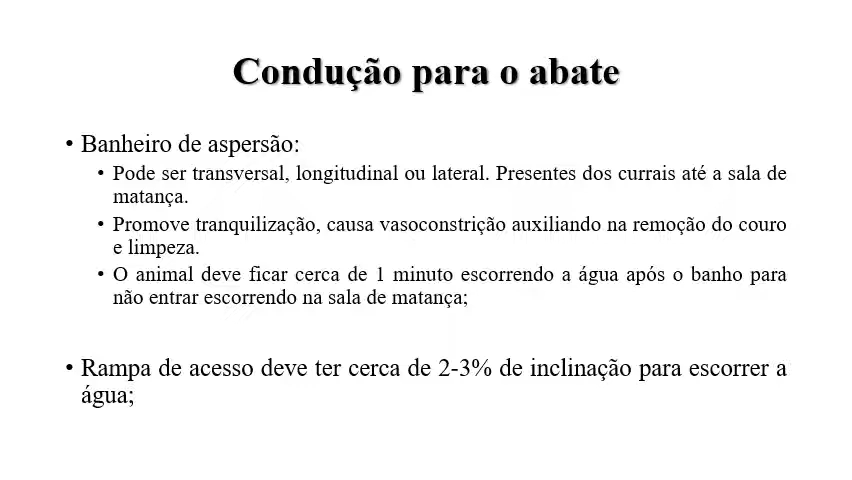 Condução para o abate
• Banheiro de aspersão:
• Pode ser transversal, longitudinal ou lateral. Presentes dos currais até a sala de
matança.
• Promove tranquilização, causa vasoconstrição auxiliando na remoção do couro
e limpeza.
• O animal deve ficar cerca de 1 minuto escorrendo a água após o banho para
não entrar escorrendo na sala de matança;
• Rampa de acesso deve ter cerca de 2-3% de inclinação para escorrer a
água;